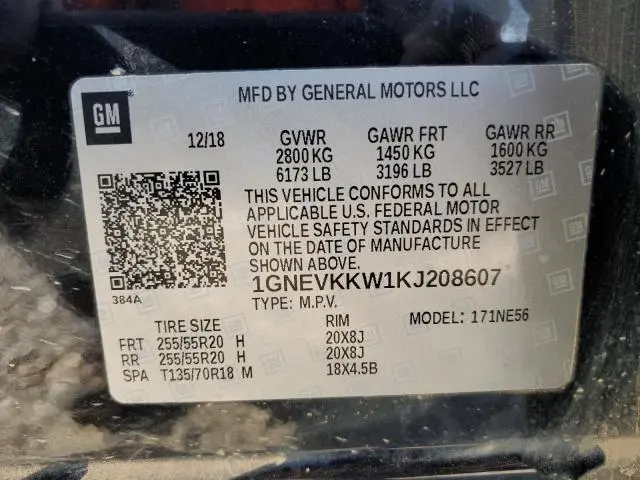 GM
MFD BY GENERAL MOTORS LLC
12/18 GVWR GAWR FRT GAWR RR
2800 KG 1450 KG 1600 KG
6173 LB 3196 LB 3527 LB
THIS VEHICLE CONFORMS TO ALL
APPLICABLE U.S. FEDERAL MOTOR
VEHICLE SAFETY STANDARDS IN EFFECT
ON THE DATE OF MANUFACTURE
SHOWN ABOVE.
384A
1GNEVKKW1KJ208607
TYPE: M.P.V.
MODEL: 171NE56
TIRE SIZE RIM
FRT 255/55R20 H 20X8J
RR 255/55R20 H 20X8J
SPA T135/70R18 M 18X4.5B